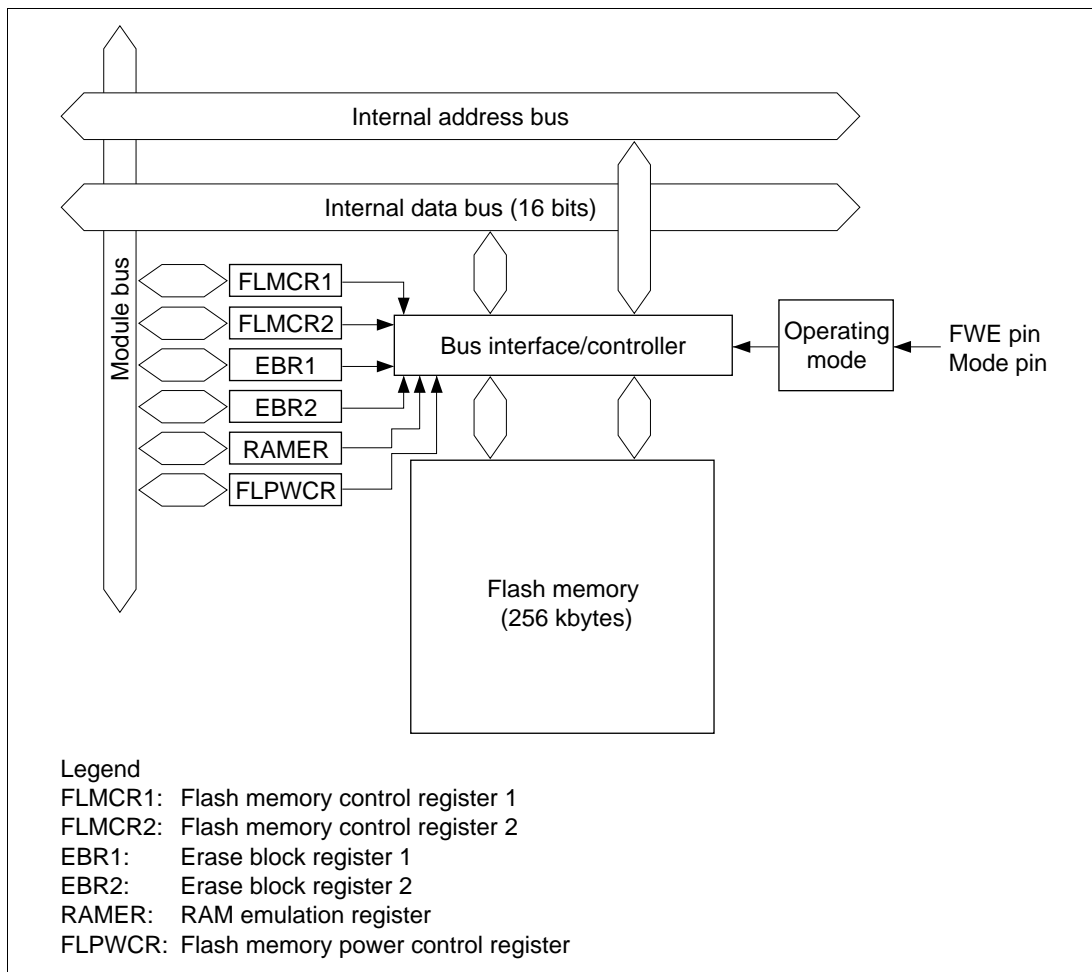 Internal address bus
Internal data bus (16 bits)
Module bus
FLMCR1
FLMCR2
EBR1
EBR2
RAMER
FLPWCR
Bus interface/controller
Operating
mode
FWE pin
Mode pin
Flash memory
(256 kbytes)
Legend
FLMCR1: Flash memory control register 1
FLMCR2: Flash memory control register 2
EBR1: Erase block register 1
EBR2: Erase block register 2
RAMER: RAM emulation register
FLPWCR: Flash memory power control register